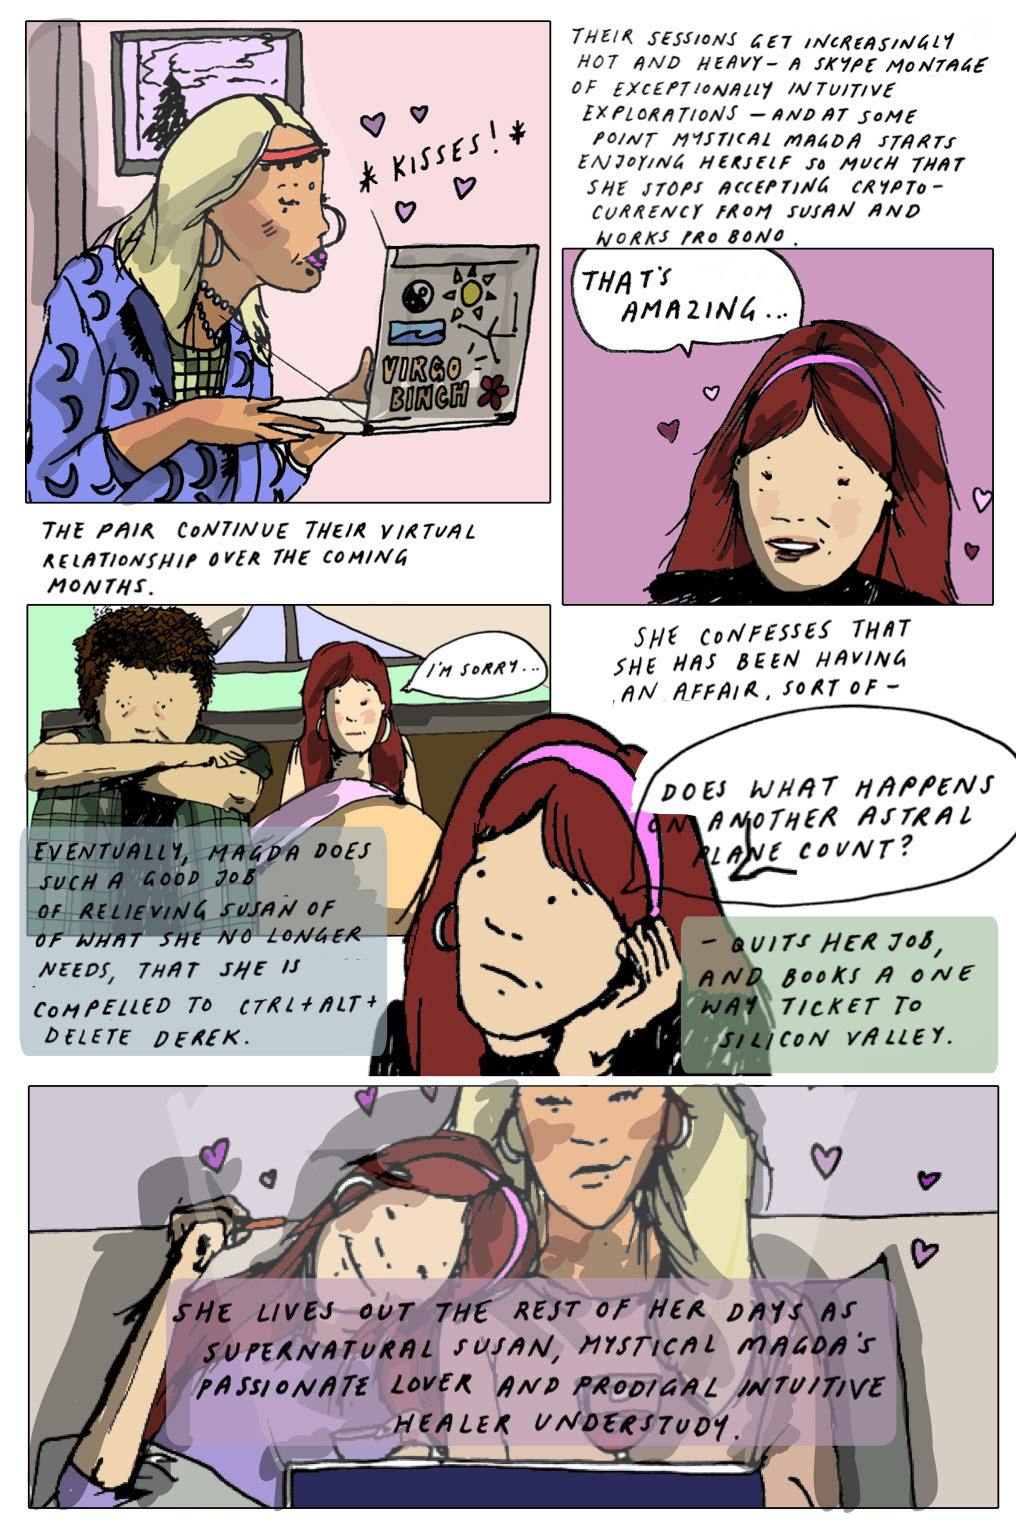 * KISSES! *
VIRGO
BINCH
THEIR SESSIONS GET INCREASINGLY
HOT AND HEAVY - A SKYPE MONTAGE
OF EXCEPTIONALLY INTUITIVE
EXPLORATIONS - AND AT SOME
POINT MYSTICAL MAGDA STARTS
ENJOYING HERSELF SO MUCH THAT
SHE STOPS ACCEPTING CRYPTO-
CURRENCY FROM SUSAN AND
WORKS PRO BONO.
THAT'S
AMAZING...
THE PAIR CONTINUE THEIR VIRTUAL
RELATIONSHIP OVER THE COMING
MONTHS.
I'M SORRY...
SHE CONFESSES THAT
SHE HAS BEEN HAVING
AN AFFAIR, SORT OF -
DOES WHAT HAPPENS
ON ANOTHER ASTRAL
PLANE COUNT?
EVENTUALLY, MAGDA DOES
SUCH A GOOD JOB
OF RELIEVING SUSAN OF
OF WHAT SHE NO LONGER
NEEDS, THAT SHE IS
COMPELLED TO CTRL+ALT+
DELETE DEREK.
- QUITS HER JOB,
AND BOOKS A ONE
WAY TICKET TO
SILICON VALLEY.
SHE LIVES OUT THE REST OF HER DAYS AS
SUPERNATURAL SUSAN, MYSTICAL MAGDA'S
PASSIONATE LOVER AND PRODIGAL INTUITIVE
HEALER UNDERSTUDY.